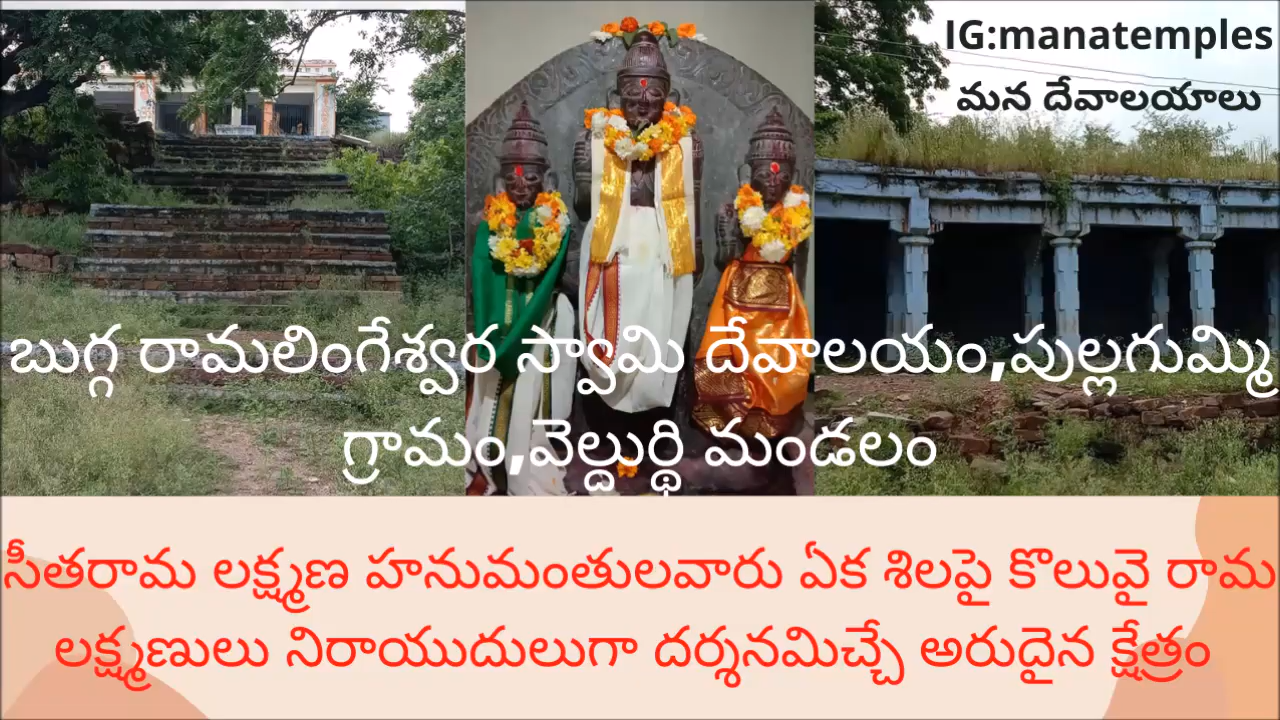 IG:manatemples
మన దేవాలయాలు
బుగ్గ రామలింగేశ్వర స్వామి దేవాలయం,పుల్లగుమ్మి
గ్రామం,వెల్దుర్థి మండలం
సీతరామ లక్ష్మణ హనుమంతులవారు ఏక శిలపై కొలువై రామ
లక్ష్మణులు నిరాయుదులుగా దర్శనమిచ్చే అరుదైన క్షేత్రం